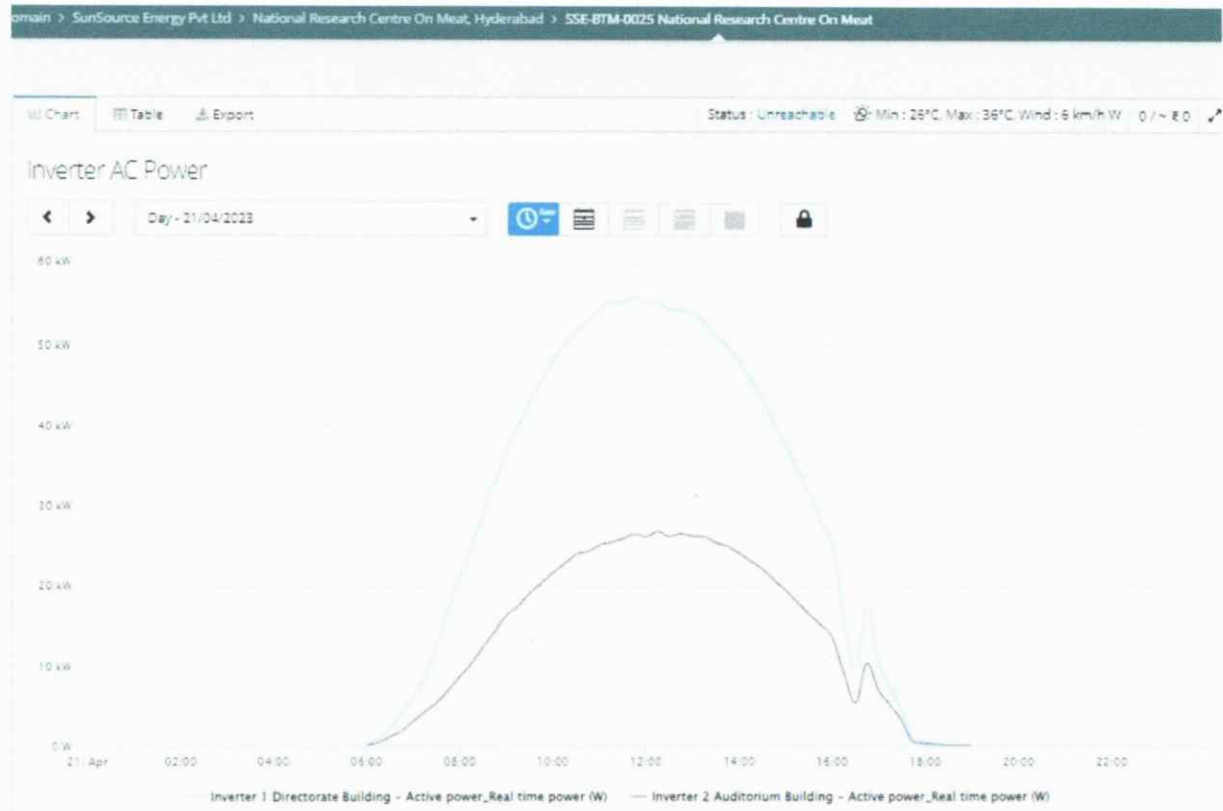 omain > SunSource Energy Pvt Ltd > National Research Centre On Meat, Hyderabad > SSE-BTM-0025 National Research Centre On Meat
Chart Table Export Status : Unreachable Min : 26°C, Max : 36°C, Wind : 6 km/h W 0 / ~ ₹ 0
Inverter AC Power
Day - 21/04/2023
60 kW
50 kW
40 kW
30 kW
20 kW
10 kW
0 W
21. Apr 02:00 04:00 06:00 08:00 10:00 12:00 14:00 16:00 18:00 20:00 22:00
Inverter 1 Directorate Building - Active power_Real time power (W) Inverter 2 Auditorium Building - Active power_Real time power (W)